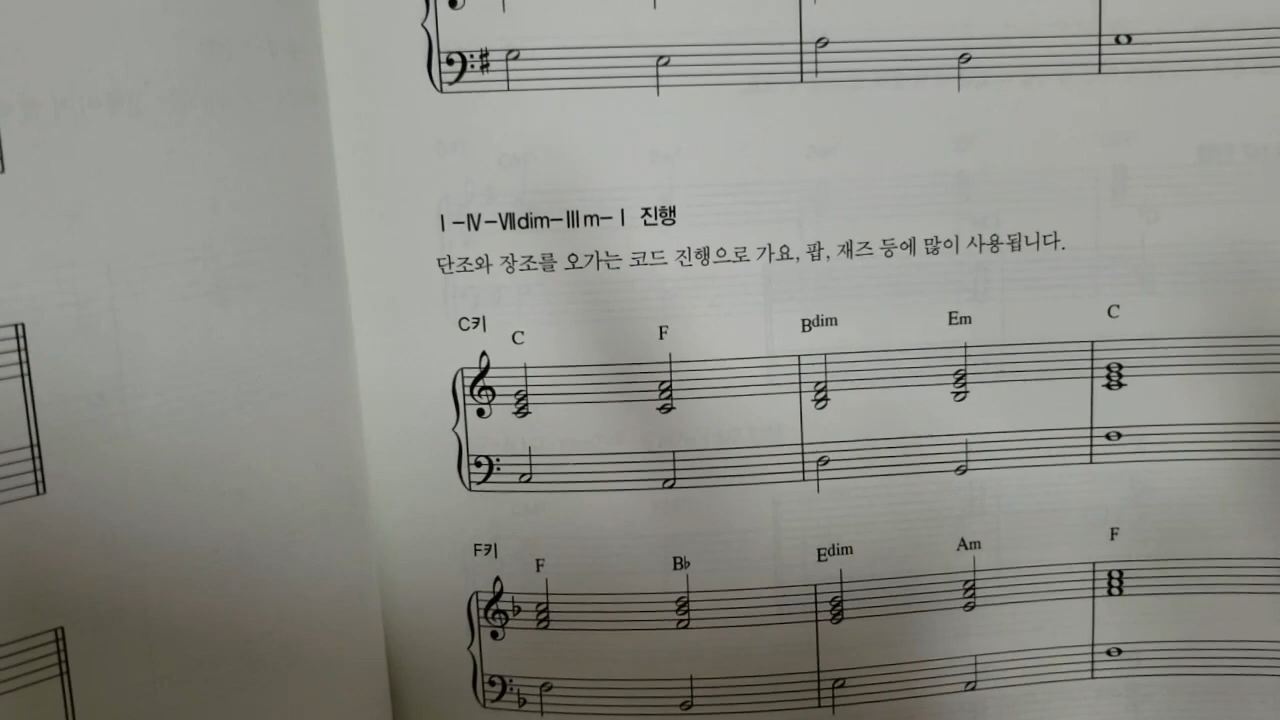 Ⅰ-Ⅳ-Ⅶdim-Ⅲm-Ⅰ 진행
단조와 장조를 오가는 코드 진행으로 가요, 팝, 재즈 등에 많이 사용됩니다.
C키
C F Bdim Em C
F키
F B♭ Edim Am F